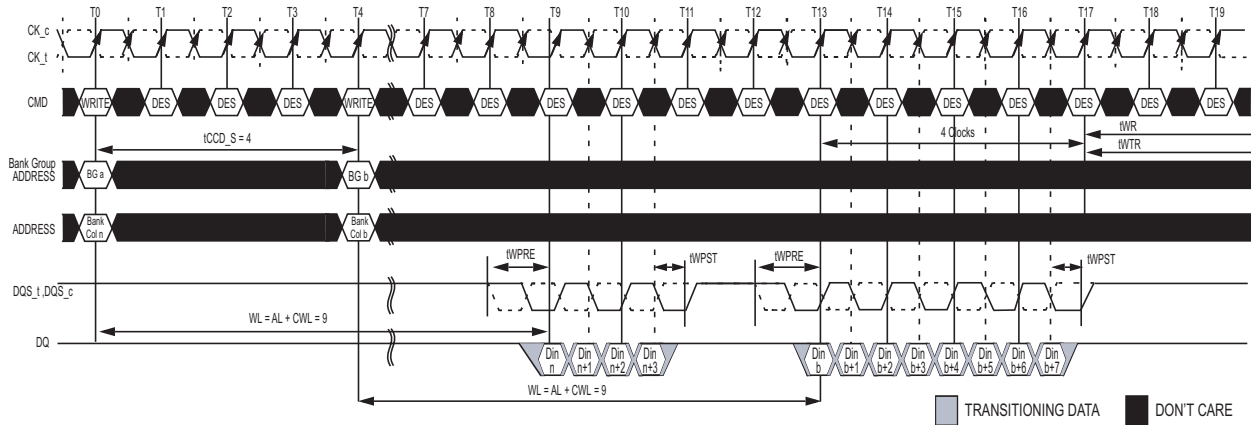 T0 T1 T2 T3 T4 T7 T8 T9 T10 T11 T12 T13 T14 T15 T16 T17 T18 T19
CK_c
CK_t
CMD WRITE DES DES DES WRITE DES DES DES DES DES DES DES DES DES DES DES DES DES
tCCD_S = 4
4 Clocks
tWR
tWTR
Bank Group
ADDRESS
BG a
BG b
ADDRESS
Bank
Col n
Bank
Col b
tWPRE
tWPST
tWPRE
tWPST
DQS_t ,DQS_c
WL = AL + CWL = 9
DQ
Din
n
Din
n+1
Din
n+2
Din
n+3
Din
b
Din
b+1
Din
b+2
Din
b+3
Din
b+4
Din
b+5
Din
b+6
Din
b+7
WL = AL + CWL = 9
TRANSITIONING DATA
DON'T CARE